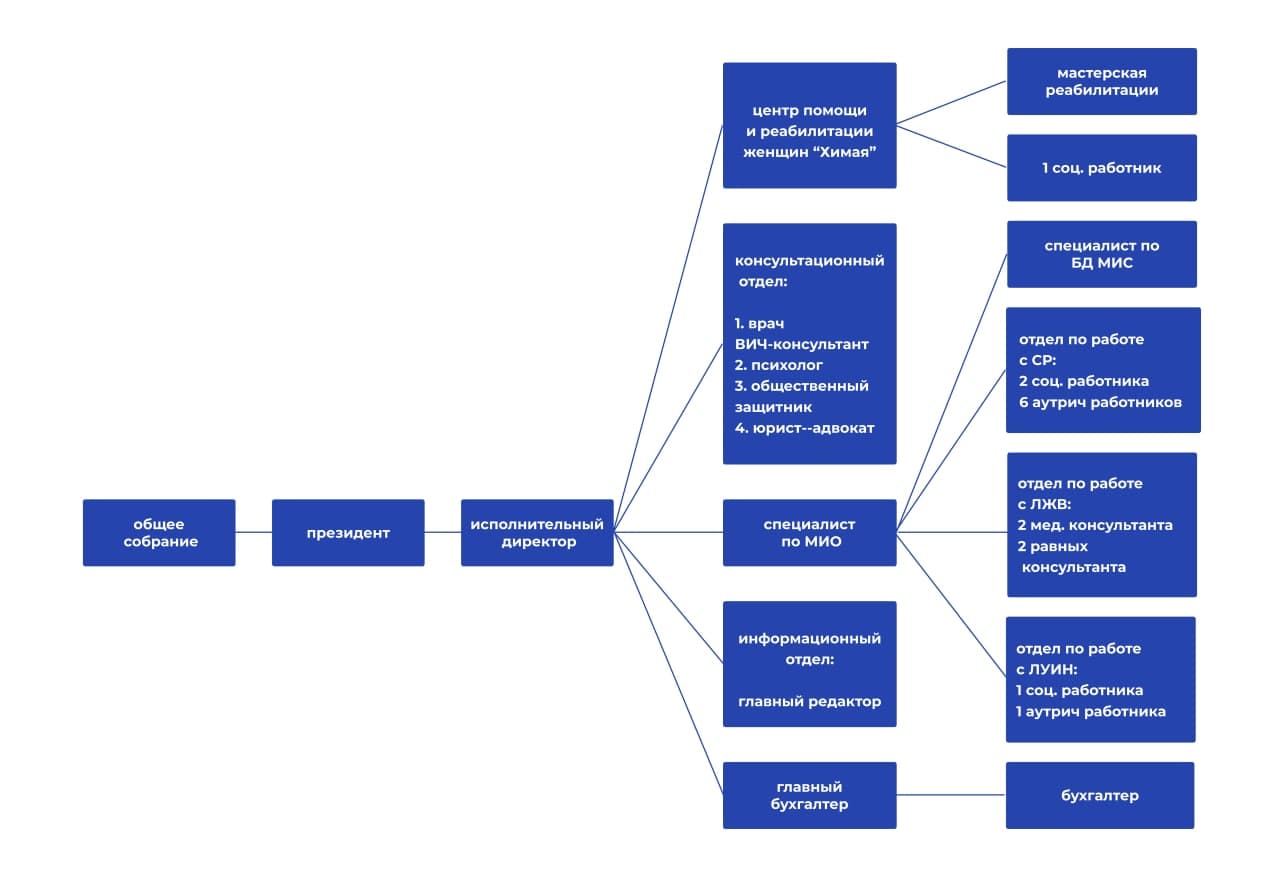 общее
собрание
президент
исполнительный
директор
центр помощи
и реабилитации
женщин “Химая”
консультационный
отдел:
1. врач
ВИЧ-консультант
2. психолог
3. общественный
защитник
4. юрист--адвокат
специалист
по МИО
информационный
отдел:
главный редактор
главный
бухгалтер
мастерская
реабилитации
1 соц. работник
специалист по
БД МИС
отдел по работе
с СР:
2 соц. работника
6 аутрич работников
отдел по работе
с ЛЖВ:
2 мед. консультанта
2 равных
консультанта
отдел по работе
с ЛУИН:
1 соц. работника
1 аутрич работника
бухгалтер